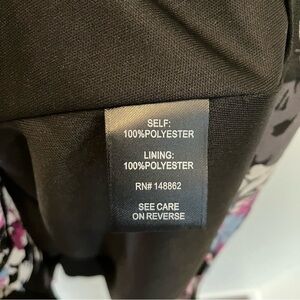 SELF:
100%POLYESTER
LINING:
100%POLYESTER
RN# 148862
SEE CARE
ON REVERSE